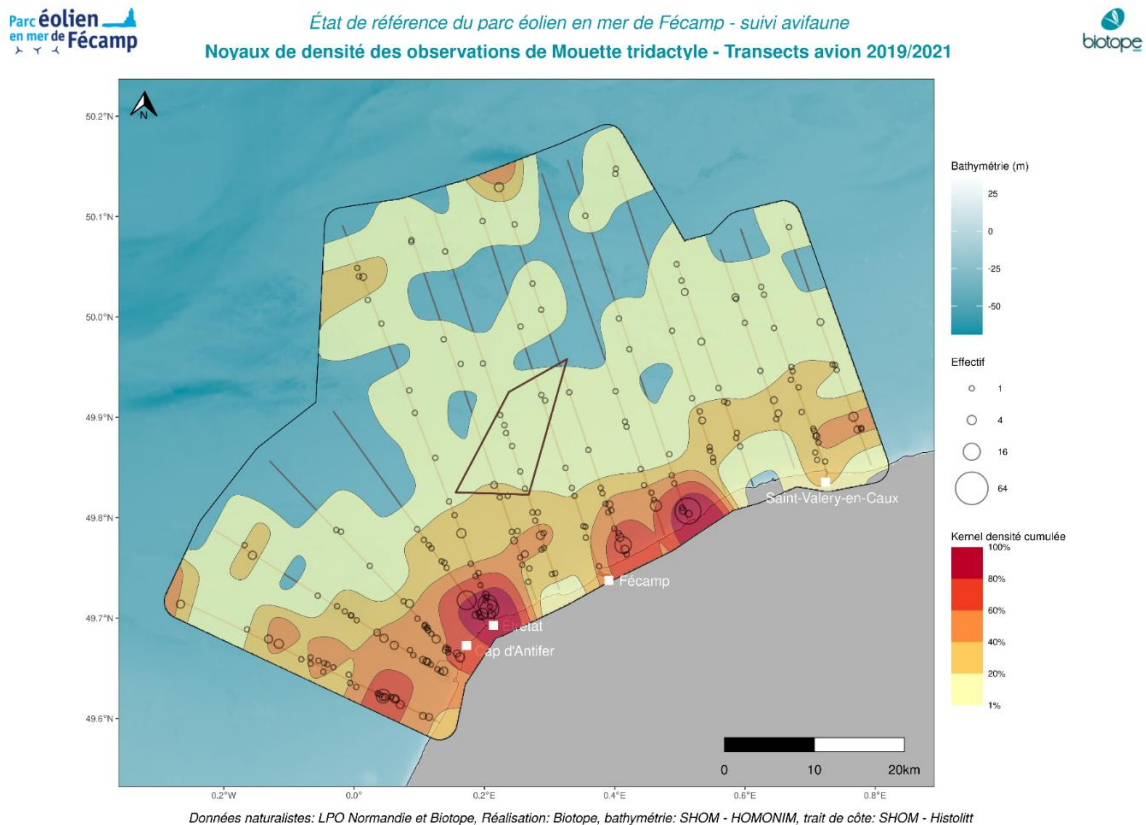 Parc éolien
en mer de Fécamp
État de référence du parc éolien en mer de Fécamp - suivi avifaune
Noyaux de densité des observations de Mouette tridactyle - Transects avion 2019/2021
biotope
N
50.2°N
50.1°N
50.0°N
49.9°N
49.8°N
49.7°N
49.6°N
0.2°W
0.0°
0.2°E
0.4°E
0.6°E
0.8°E
Saint-Valery-en-Caux
Fécamp
Étretat
Cap d'Antifer
0 10 20km
Bathymétrie (m)
25
0
-25
-50
Effectif
1
4
16
64
Kernel densité cumulée
100%
80%
60%
40%
20%
1%
Données naturalistes: LPO Normandie et Biotope, Réalisation: Biotope, bathymétrie: SHOM - HOMONIM, trait de côte: SHOM - Histolitt